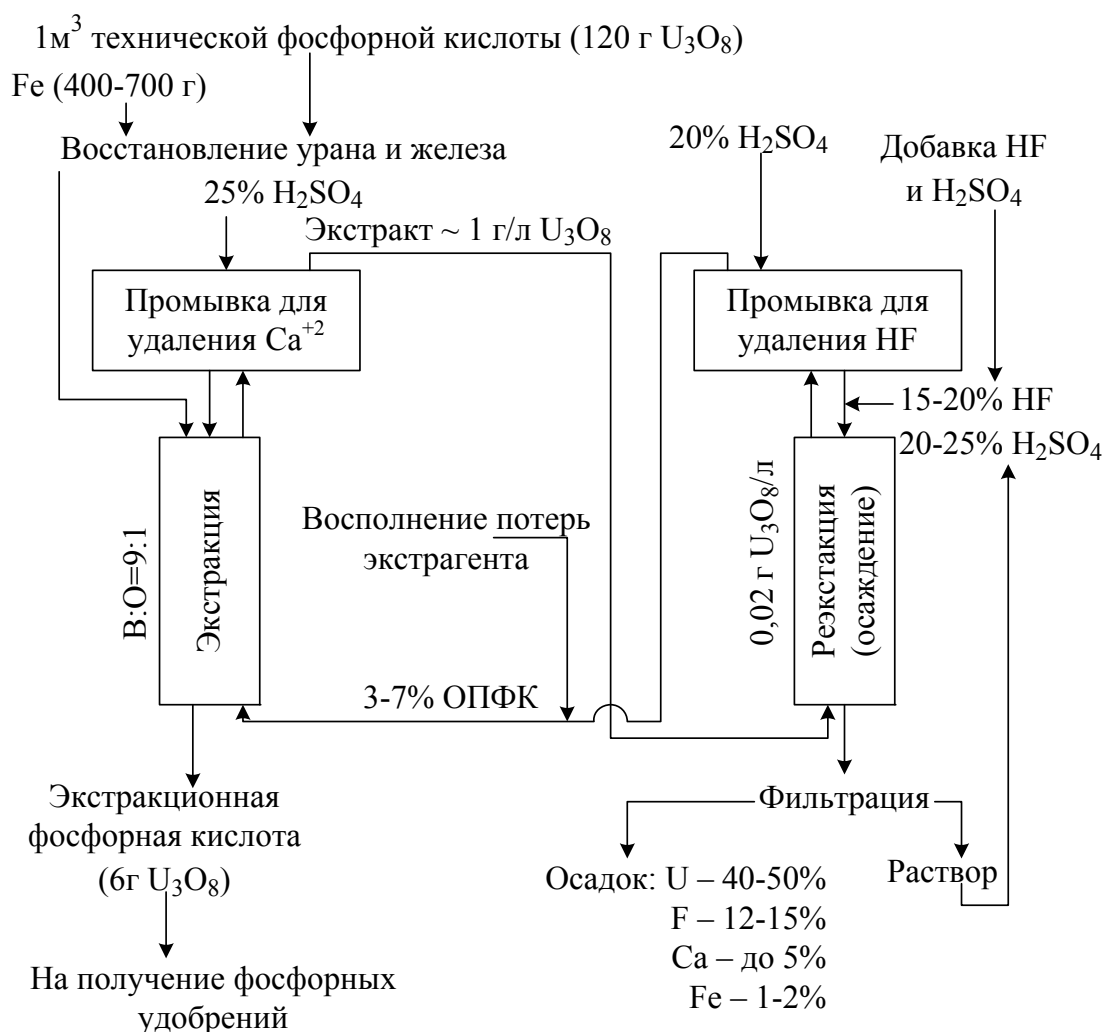 1м³ технической фосфорной кислоты (120 г U₃O₈)
Fe (400-700 г)
Восстановление урана и железа
25% H₂SO₄
Экстракт ~ 1 г/л U₃O₈
20% H₂SO₄
Добавка HF
и H₂SO₄
Промывка для
удаления Ca⁺²
Промывка для
удаления HF
15-20% HF
20-25% H₂SO₄
В:О=9:1
Экстракция
Восполнение потерь
экстрагента
0,02 г U₃O₈/л
Реэкстакция
(осаждение)
3-7% ОПФК
Экстракционная
фосфорная кислота
(6г U₃O₈)
На получение фосфорных
удобрений
Фильтрация
Осадок: U – 40-50%
F – 12-15%
Ca – до 5%
Fe – 1-2%
Раствор